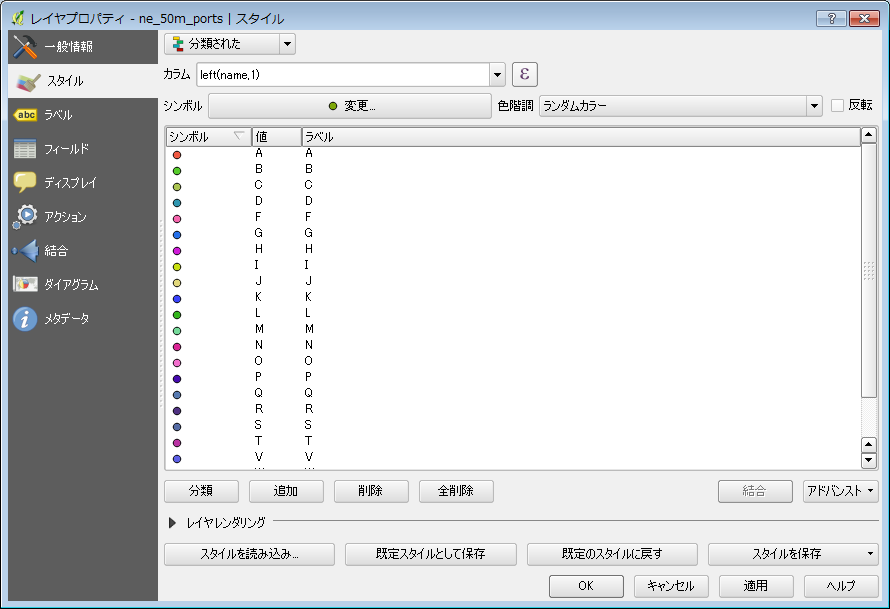 レイヤプロパティ - ne_50m_ports | スタイル
一般情報
スタイル
abc ラベル
フィールド
ディスプレイ
アクション
結合
ダイアグラム
i メタデータ
分類された
カラム left(name,1) ε
シンボル 変更... 色階調 ランダムカラー 反転
シンボル 値 ラベル
A A
B B
C C
D D
F F
G G
H H
I I
J J
K K
L L
M M
N N
O O
P P
Q Q
R R
S S
T T
V V
分類 追加 削除 全削除 結合 アドバンスト
レイヤレンダリング
スタイルを読み込み... 既定スタイルとして保存 既定のスタイルに戻す スタイルを保存
OK キャンセル 適用 ヘルプ